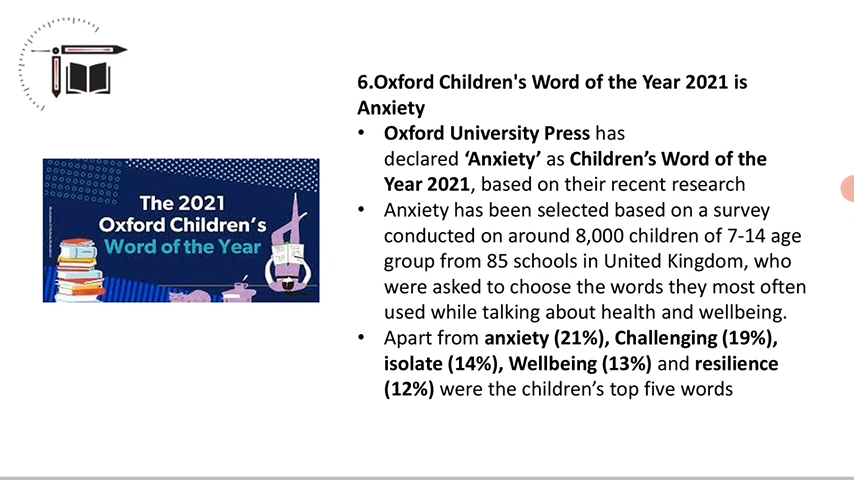 6.Oxford Children's Word of the Year 2021 is
Anxiety
• Oxford University Press has
declared ‘Anxiety’ as Children’s Word of the
Year 2021, based on their recent research
• Anxiety has been selected based on a survey
conducted on around 8,000 children of 7-14 age
group from 85 schools in United Kingdom, who
were asked to choose the words they most often
used while talking about health and wellbeing.
• Apart from anxiety (21%), Challenging (19%),
isolate (14%), Wellbeing (13%) and resilience
(12%) were the children’s top five words
The 2021
Oxford Children’s
Word of the Year